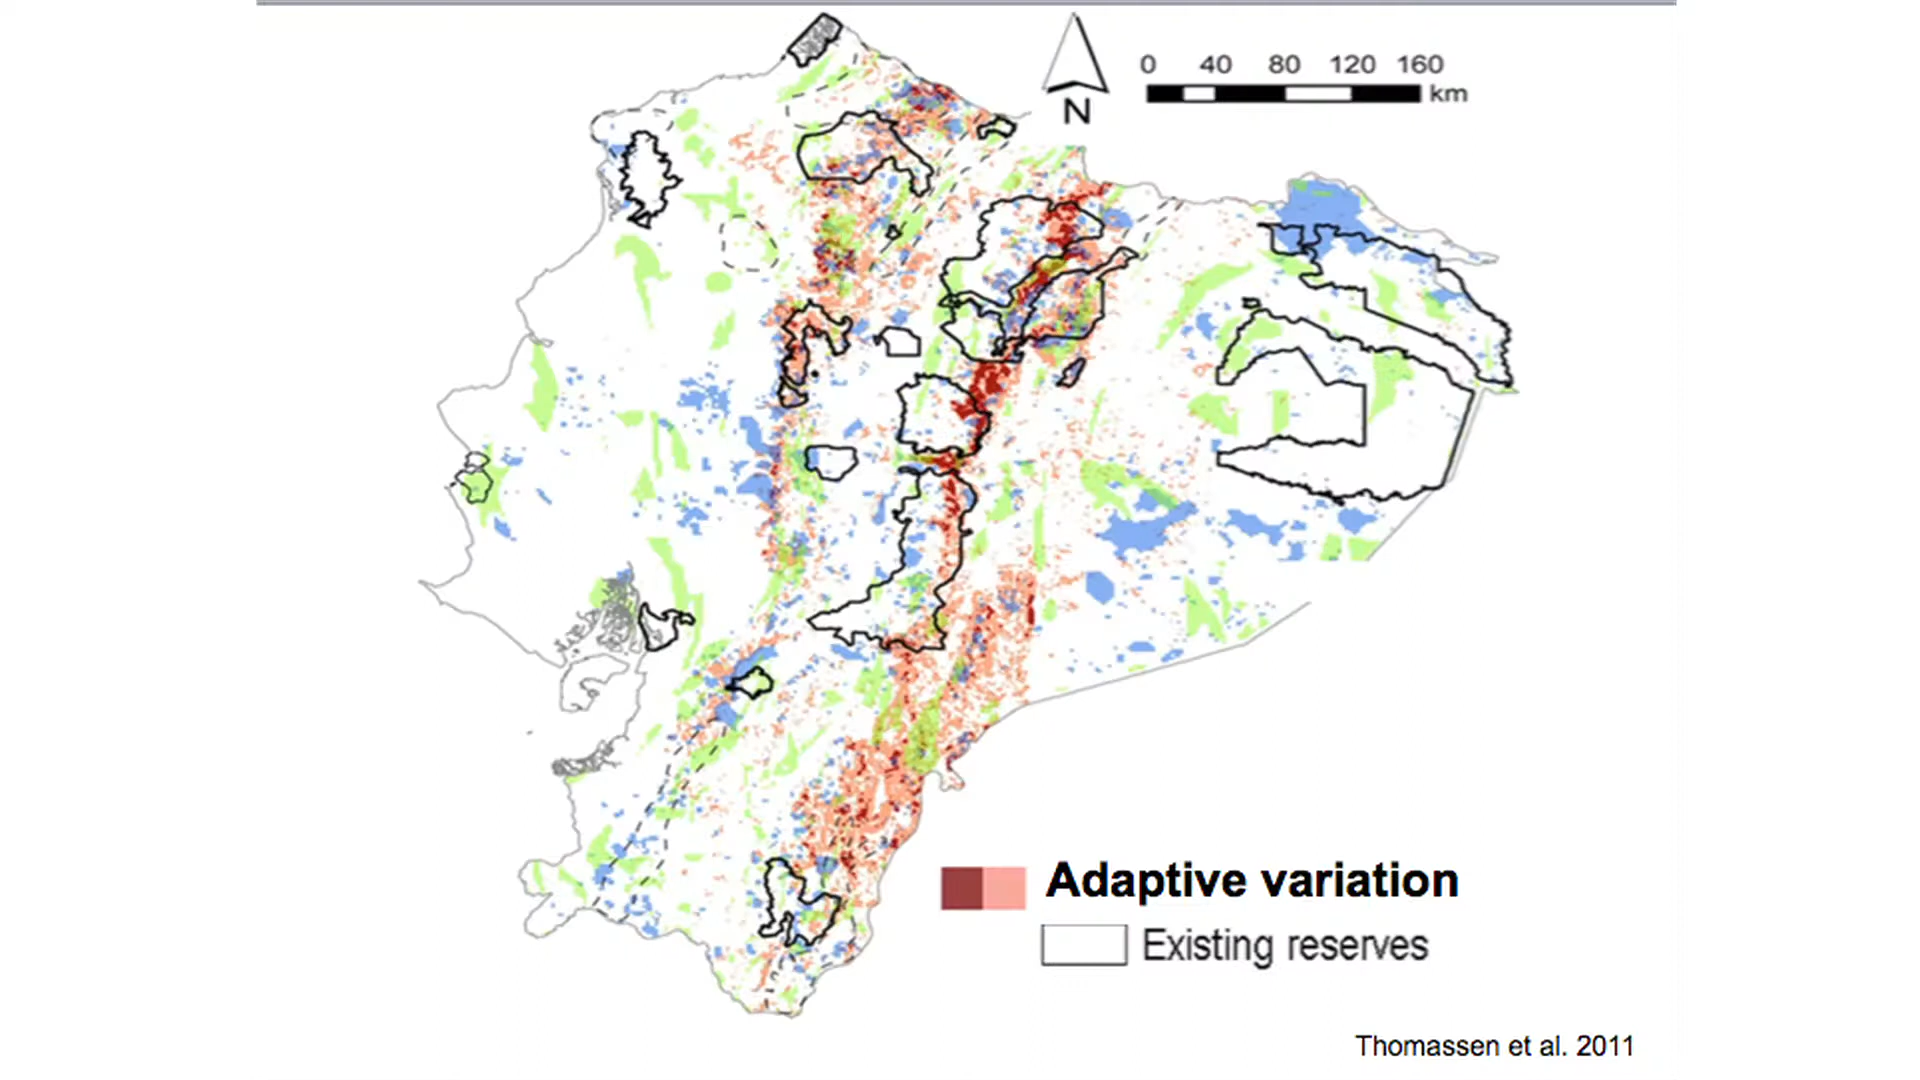 0 40 80 120 160
km
N
Adaptive variation
Existing reserves
Thomassen et al. 2011